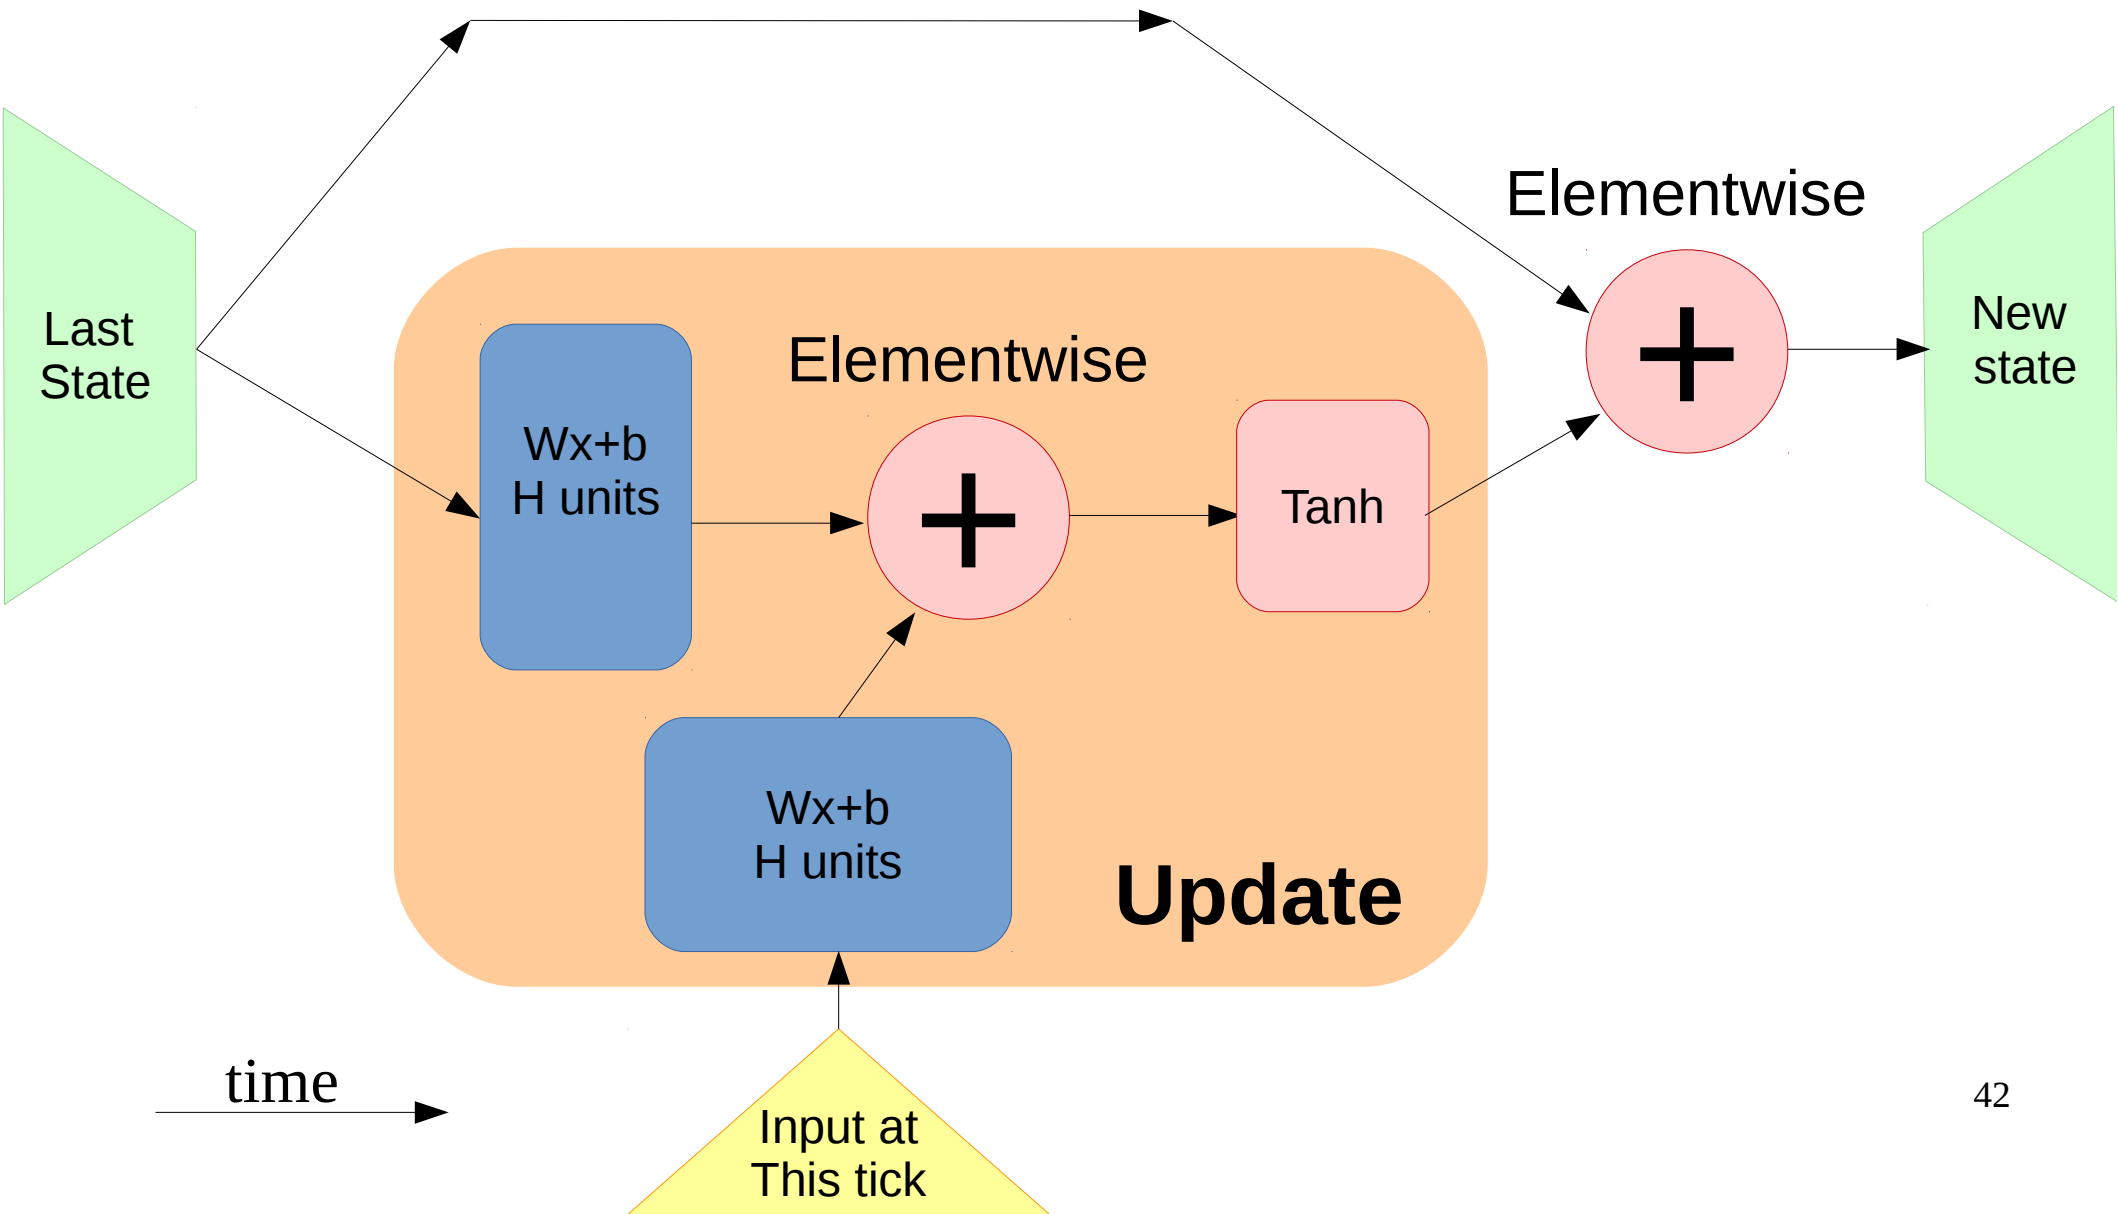 Elementwise
Last
State
New
state
Elementwise
Wx+b
H units
Tanh
Wx+b
H units
Update
time
Input at
This tick
42